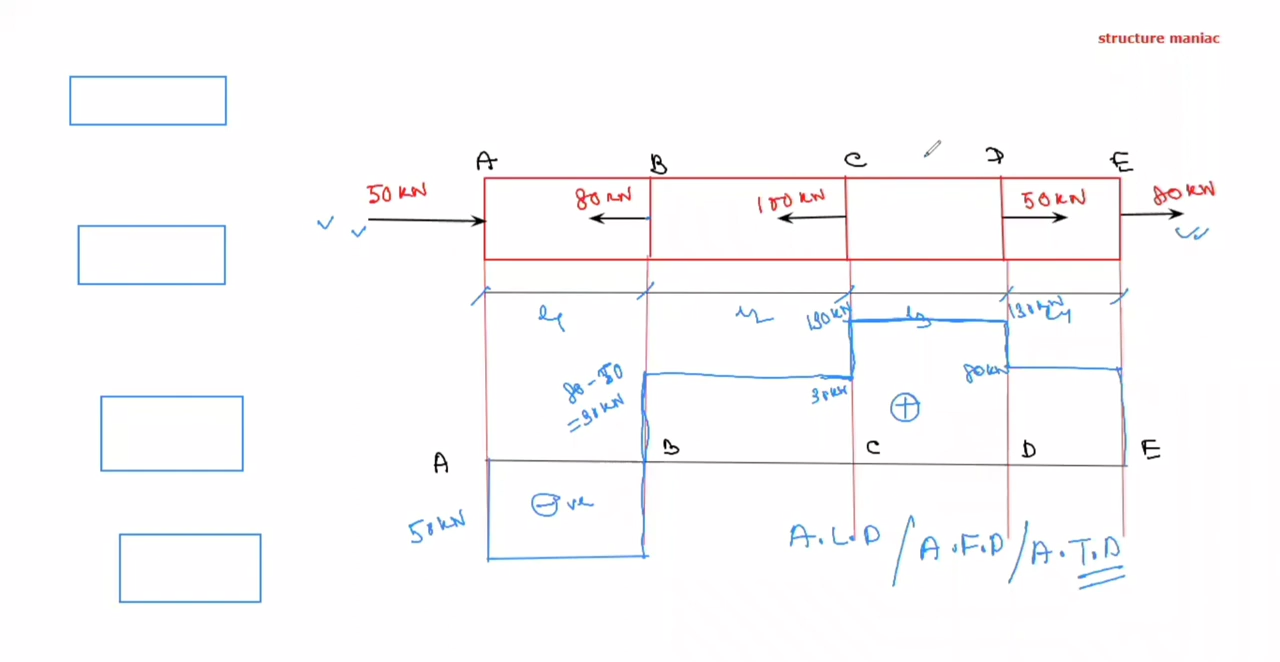 structure maniac
A B C D E
50 kN 80 kN 100 kN 50 kN 80 kN
130 kN 130 kN
80 - 50
= 30 kN
30 kN
80 kN
+
A B C D E
- ve
50 kN
A.L.D / A.F.D / A.T.D